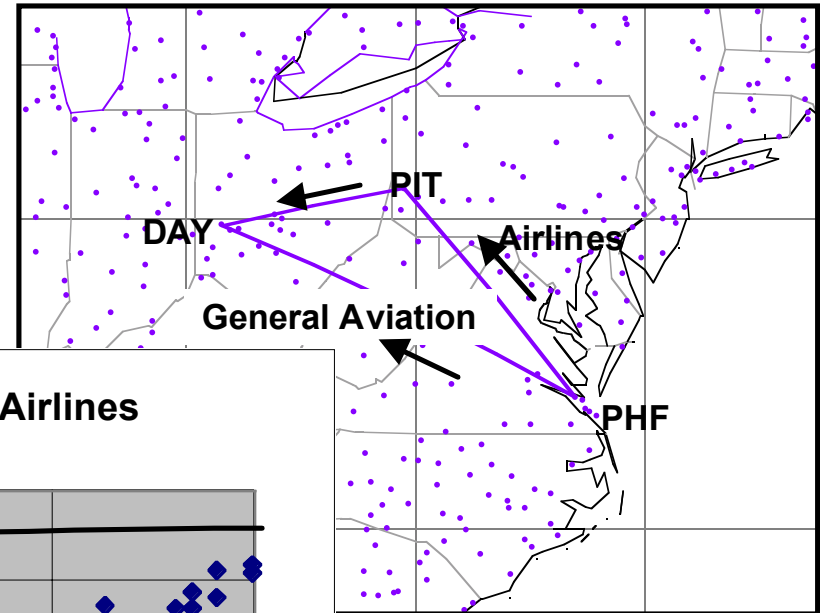 PIT
DAY
Airlines
General Aviation
Airlines
PHF